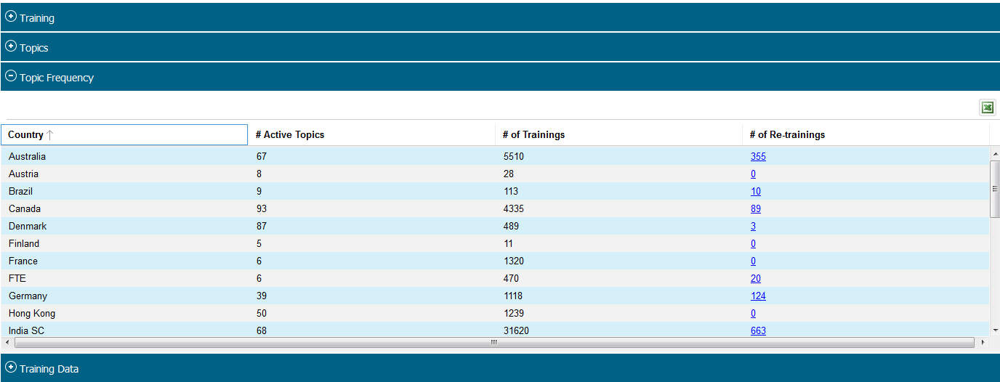 Training
Topics
Topic Frequency
Country # Active Topics # of Trainings # of Re-trainings
Australia 67 5510 355
Austria 8 28 0
Brazil 9 113 10
Canada 93 4335 89
Denmark 87 489 3
Finland 5 11 0
France 6 1320 0
FTE 6 470 20
Germany 39 1118 124
Hong Kong 50 1239 0
India SC 68 31620 663
Training Data